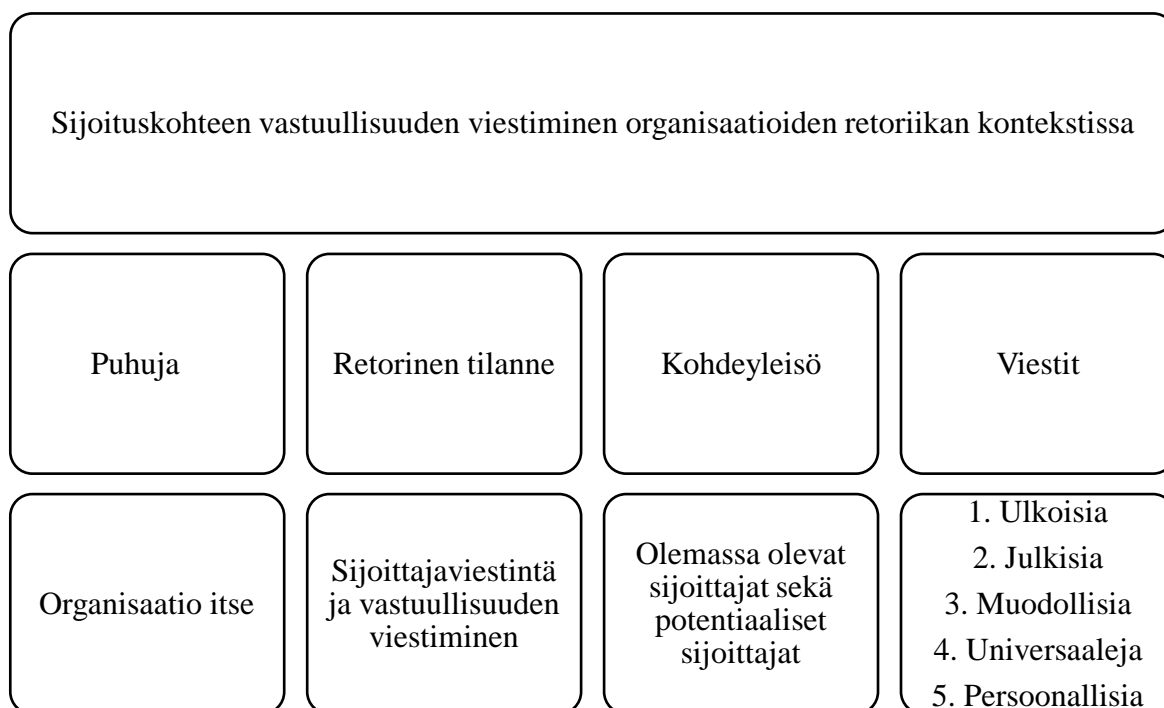 Sijoituskohteen vastuullisuuden viestiminen organisaatioiden retoriikan kontekstissa
Puhuja
Retorinen tilanne
Kohdeyleisö
Viestit
Organisaatio itse
Sijoittajaviestintä
ja vastuullisuuden
viestiminen
Olemassa olevat
sijoittajat sekä
potentiaaliset
sijoittajat
1. Ulkoisia
2. Julkisia
3. Muodollisia
4. Universaaleja
5. Persoonallisia